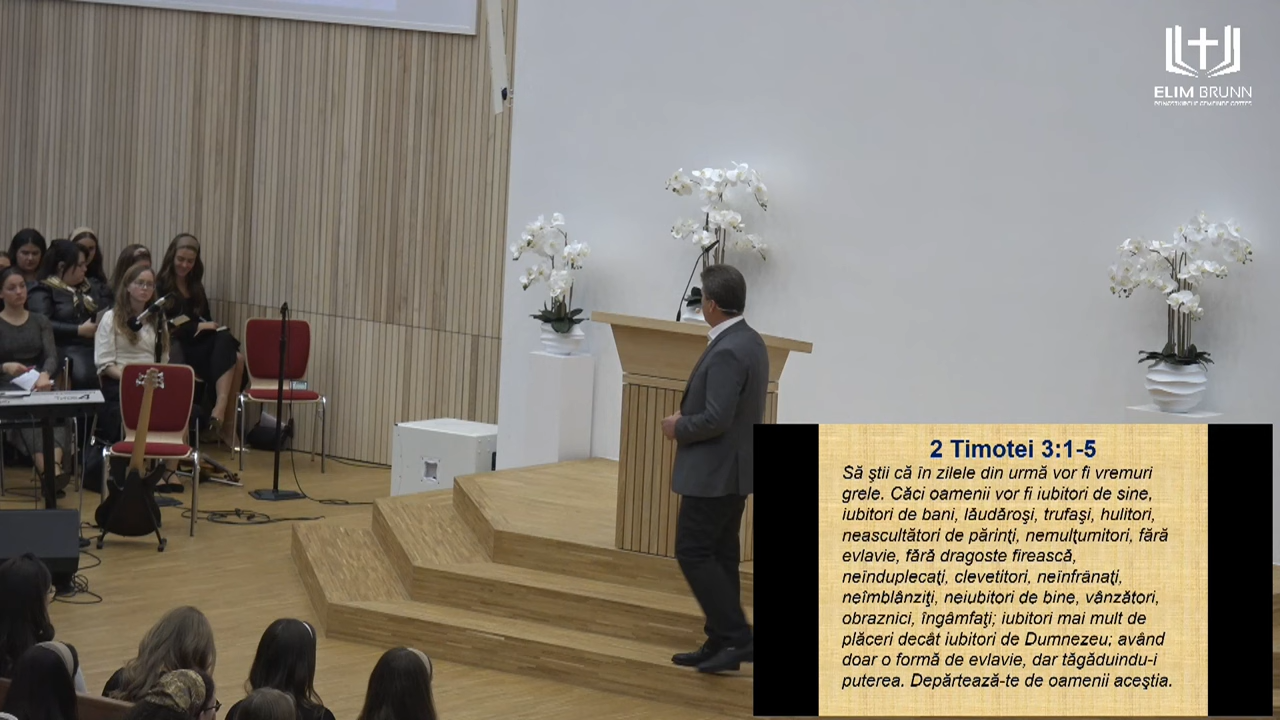 ELIM BRUNN
PFINGSTKIRCHE GEMEINDE GOTTES
2 Timotei 3:1-5
Să ştii că în zilele din urmă vor fi vremuri
grele. Căci oamenii vor fi iubitori de sine,
iubitori de bani, lăudăroşi, trufaşi, hulitori,
neascultători de părinţi, nemulţumitori, fără
evlavie, fără dragoste firească,
neînduplecaţi, clevetitori, neînfrânaţi,
neîmblânziţi, neiubitori de bine, vânzători,
obraznici, îngâmfaţi; iubitori mai mult de
plăceri decât iubitori de Dumnezeu; având
doar o formă de evlavie, dar tăgăduindu-i
puterea. Depărtează-te de oamenii aceştia.